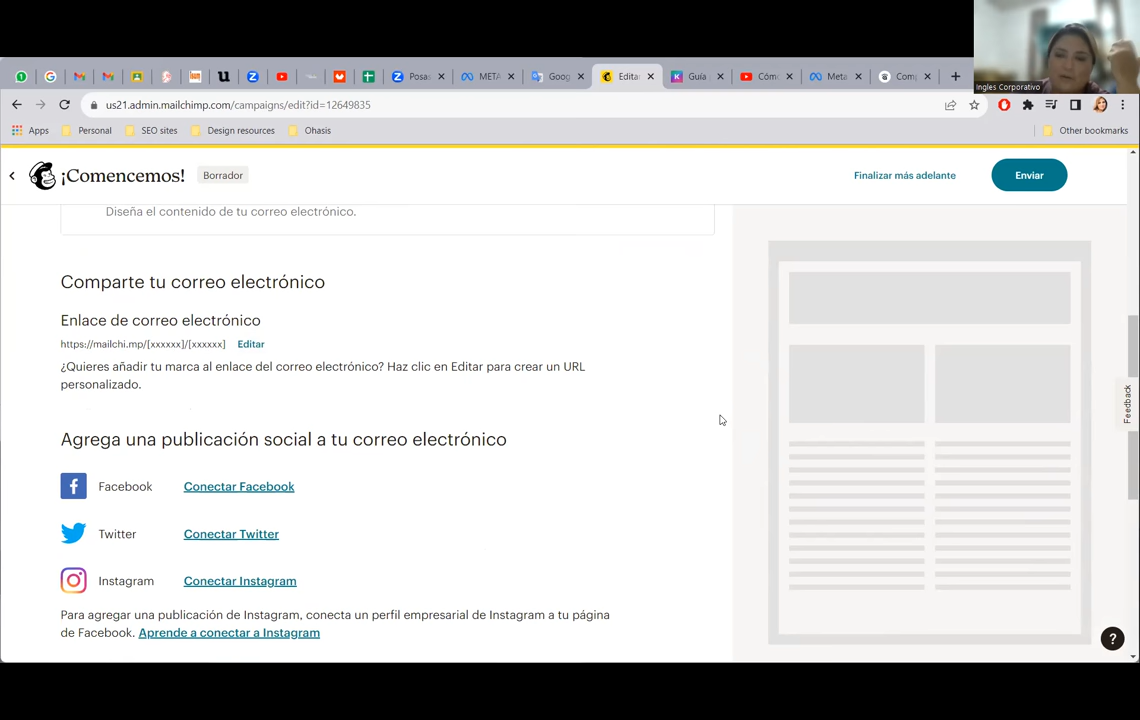 Ingles Corporativo
Posav
META
Goog
Editar
Guía
Cómo
Meta
Comp
us21.admin.mailchimp.com/campaigns/edit?id=12649835
Apps
Personal
SEO sites
Design resources
Ohasis
Other bookmarks
¡Comencemos!
Borrador
Finalizar más adelante
Enviar
Diseña el contenido de tu correo electrónico.
Comparte tu correo electrónico
Enlace de correo electrónico
https://mailchi.mp/[xxxxxx]/[xxxxxx] Editar
¿Quieres añadir tu marca al enlace del correo electrónico? Haz clic en Editar para crear un URL
personalizado.
Agrega una publicación social a tu correo electrónico
Facebook Conectar Facebook
Twitter Conectar Twitter
Instagram Conectar Instagram
Para agregar una publicación de Instagram, conecta un perfil empresarial de Instagram a tu página
de Facebook. Aprende a conectar a Instagram
Feedback
?